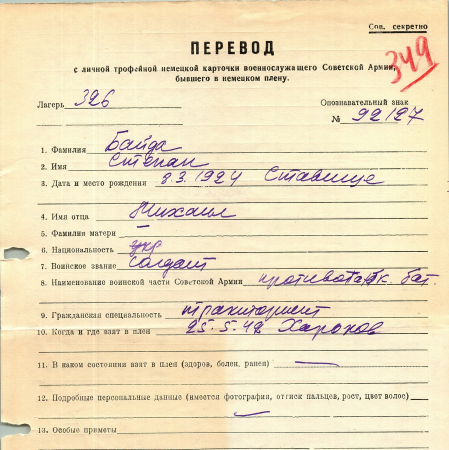 Сов. секретно
349
ПЕРЕВОД
с личной трофейной немецкой карточки военнослужащего Советской Армии,
бывшего в немецком плену.
Лагерь 326
Опознавательный знак
№ 92127
1. Фамилия Байда
2. Имя Степан
3. Дата и место рождения 8.3.1924 Ставище
4. Имя отца Михаил
5. Фамилия матери —
6. Национальность укр
7. Воинское звание солдат
8. Наименование воинской части Советской Армии противотанк. бат.
9. Гражданская специальность тракторист
10. Когда и где взят в плен 25.5.42 Харьков
11. В каком состоянии взят в плен (здоров, болен, ранен) —
12. Подробные персональные данные (имеется фотография, оттиск пальцев, рост, цвет волос)
—
13. Особые приметы